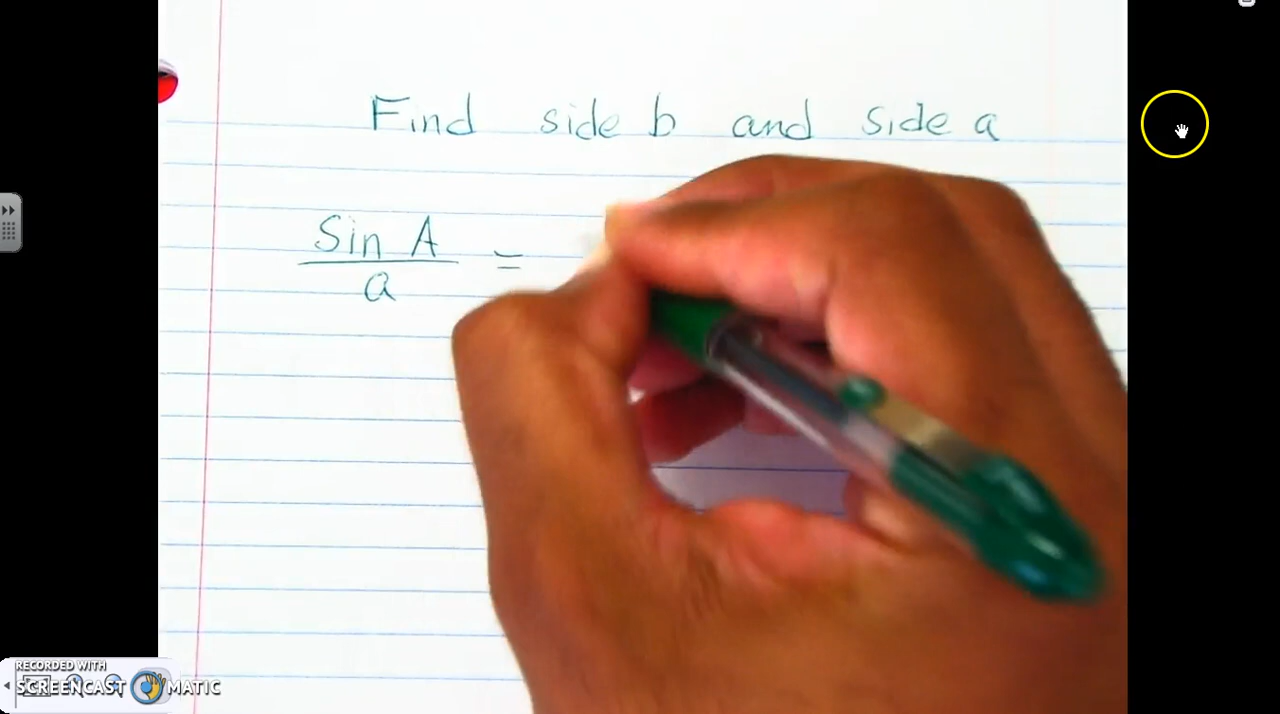 Find side b and side a
Sin A
=
a
RECORDED WITH
SCREENCAST MATIC